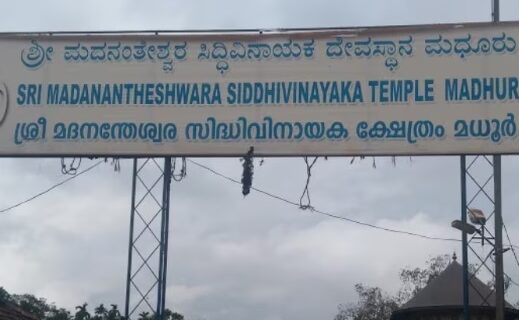 ಶ್ರೀ ಮದನಂತೇಶ್ವರ ಸಿದ್ಧಿವಿನಾಯಕ ದೇವಸ್ಥಾನ ಮಧೂರು
SRI MADANANTHESHWARA SIDDHIVINAYAKA TEMPLE MADHUR
ശ്രീ മദനന്തേശ്വര സിദ്ധിവിനായക ക്ഷേത്രം മധൂർ